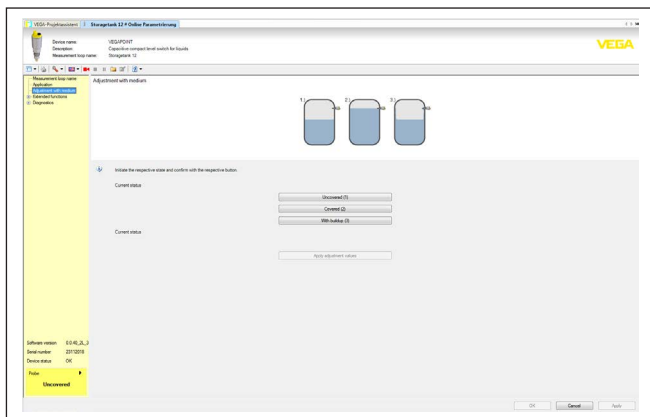 VEGA-Projektassistent
Storagetank 12 # Online Parametrierung
Device name: VEGAPOINT
Description: Capacitive compact level switch for liquids
Measurement loop name: Storagetank 12
VEGA
Measurement loop name
Application
Adjustment with medium
Extended functions
Diagnostics
Adjustment with medium
1) 2) 3)
Initiate the respective state and confirm with the respective button
Current status
Uncovered (1)
Covered (2)
With buildup (3)
Current status
Apply adjustment values
Software version
Serial number 23112018
Device status OK
Probe:
Uncovered
OK Cancel Apply